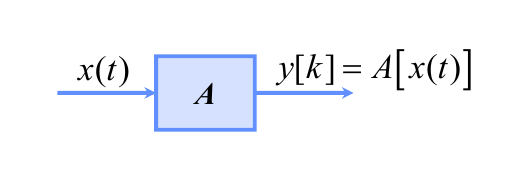 x(t)
A
y[k] = A[x(t)]